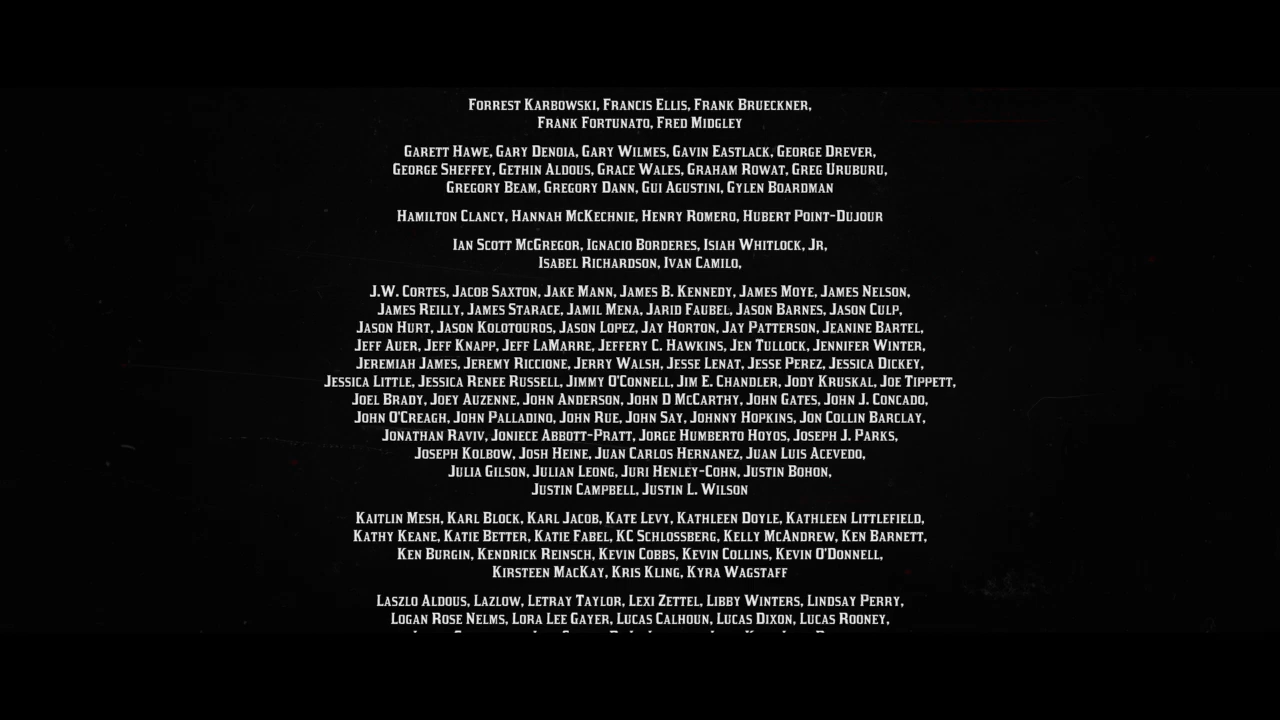 Forrest Karbowski, Francis Ellis, Frank Brueckner,
Frank Fortunato, Fred Midgley
Garett Hawe, Gary Denoia, Gary Wilmes, Gavin Eastlack, George Drever,
George Sheffey, Gethin Aldous, Grace Wales, Graham Rowat, Greg Uruburu,
Gregory Beam, Gregory Dann, Gui Agustini, Gylen Boardman
Hamilton Clancy, Hannah McKechnie, Henry Romero, Hubert Point-Dujour
Ian Scott McGregor, Ignacio Borderes, Isiah Whitlock, Jr,
Isabel Richardson, Ivan Camilo,
J.W. Cortes, Jacob Saxton, Jake Mann, James B. Kennedy, James Moye, James Nelson,
James Reilly, James Starace, Jamil Mena, Jarid Faubel, Jason Barnes, Jason Culp,
Jason Hurt, Jason Kolotouros, Jason Lopez, Jay Horton, Jay Patterson, Jeanine Bartel,
Jeff Auer, Jeff Knapp, Jeff LaMarre, Jeffery C. Hawkins, Jen Tullock, Jennifer Winter,
Jeremiah James, Jeremy Riccione, Jerry Walsh, Jesse Lenat, Jesse Perez, Jessica Dickey,
Jessica Little, Jessica Renee Russell, Jimmy O'Connell, Jim E. Chandler, Jody Kruskal, Joe Tippett,
Joel Brady, Joey Auzenne, John Anderson, John D McCarthy, John Gates, John J. Concado,
John O'Creagh, John Palladino, John Rue, John Say, Johnny Hopkins, Jon Collin Barclay,
Jonathan Raviv, Joniece Abbott-Pratt, Jorge Humberto Hoyos, Joseph J. Parks,
Joseph Kolbow, Josh Heine, Juan Carlos Hernanez, Juan Luis Acevedo,
Julia Gilson, Julian Leong, Juri Henley-Cohn, Justin Bohon,
Justin Campbell, Justin L. Wilson
Kaitlin Mesh, Karl Block, Karl Jacob, Kate Levy, Kathleen Doyle, Kathleen Littlefield,
Kathy Keane, Katie Better, Katie Fabel, KC Schlossberg, Kelly McAndrew, Ken Barnett,
Ken Burgin, Kendrick Reinsch, Kevin Cobbs, Kevin Collins, Kevin O'Donnell,
Kirsteen MacKay, Kris Kling, Kyra Wagstaff
Laszlo Aldous, Lazlow, Letray Taylor, Lexi Zettel, Libby Winters, Lindsay Perry,
Logan Rose Nelms, Lora Lee Gayer, Lucas Calhoun, Lucas Dixon, Lucas Rooney,